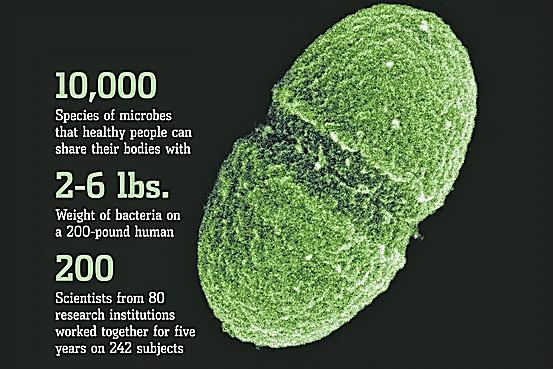 10,000
Species of microbes
that healthy people can
share their bodies with
2-6 lbs.
Weight of bacteria on
a 200-pound human
200
Scientists from 80
research institutions
worked together for five
years on 242 subjects